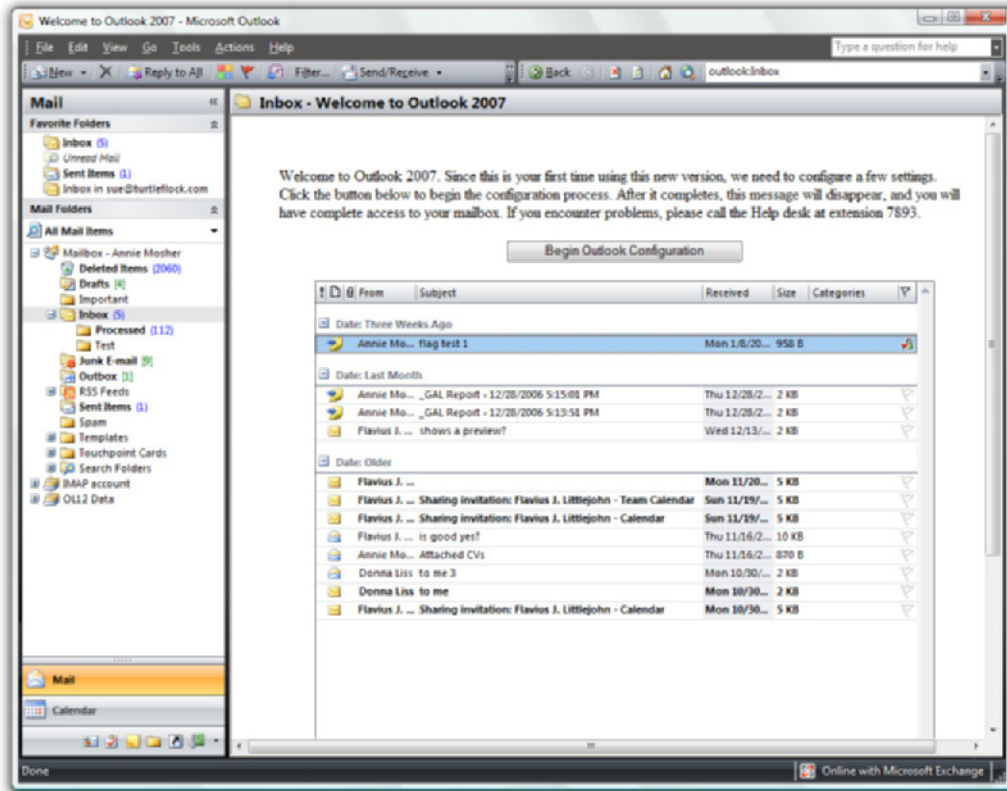 Welcome to Outlook 2007 - Microsoft Outlook
File Edit View Go Tools Actions Help
Type a question for help
New Reply to All Filter... Send/Receive Back outlook:Inbox
Mail
Favorite Folders
Inbox (5)
Unread Mail
Sent Items (1)
Inbox in sue@turtleflock.com
Mail Folders
All Mail Items
Mailbox - Annie Mosher
Deleted Items (2060)
Drafts [4]
Important
Inbox (5)
Processed (112)
Test
Junk E-mail [9]
Outbox [1]
RSS Feeds
Sent Items (1)
Spam
Templates
Touchpoint Cards
Search Folders
IMAP account
OL12 Data
Mail
Calendar
Inbox - Welcome to Outlook 2007
Welcome to Outlook 2007. Since this is your first time using this new version, we need to configure a few settings.
Click the button below to begin the configuration process. After it completes, this message will disappear, and you will
have complete access to your mailbox. If you encounter problems, please call the Help desk at extension 7893.
Begin Outlook Configuration
From Subject Received Size Categories
Date: Three Weeks Ago
Annie Mo... flag test 1 Mon 1/8/20... 958 B
Date: Last Month
Annie Mo... _GAL Report - 12/28/2006 5:15:01 PM Thu 12/28/2... 2 KB
Annie Mo... _GAL Report - 12/28/2006 5:13:51 PM Thu 12/28/2... 2 KB
Flavius J. ... shows a preview? Wed 12/13/... 2 KB
Date: Older
Flavius J. ... Mon 11/20... 5 KB
Flavius J. ... Sharing invitation: Flavius J. Littlejohn - Team Calendar Sun 11/19/... 5 KB
Flavius J. ... Sharing invitation: Flavius J. Littlejohn - Calendar Sun 11/19/... 5 KB
Flavius J. ... is good yes? Thu 11/16/2... 10 KB
Annie Mo... Attached CVs Thu 11/16/2... 870 B
Donna Liss to me 3 Mon 10/30/... 2 KB
Donna Liss to me Mon 10/30... 2 KB
Flavius J. ... Sharing invitation: Flavius J. Littlejohn - Calendar Mon 10/30... 5 KB
Done
Online with Microsoft Exchange